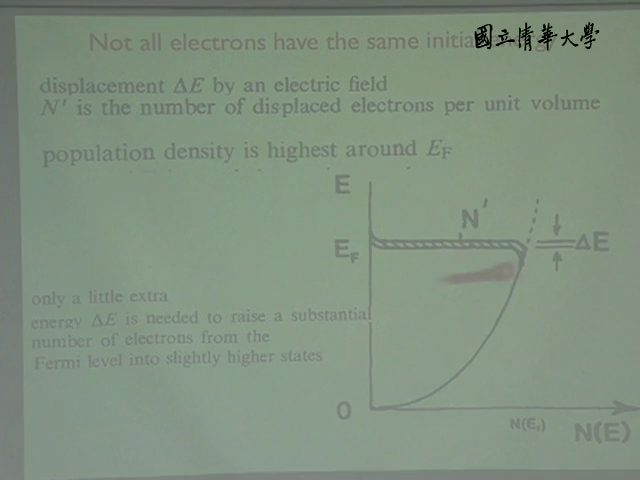 Not all electrons have the same initial
國立清華大學
displacement ΔE by an electric field
N' is the number of displaced electrons per unit volume
population density is highest around E_F
E
N'
E_F
ΔE
only a little extra
energy ΔE is needed to raise a substantial
number of electrons from the
Fermi level into slightly higher states
O
N(E_F)
N(E)